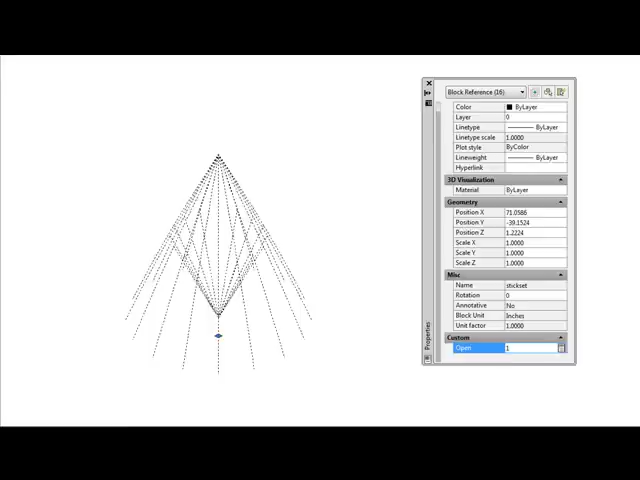 Block Reference (16)
Color ByLayer
Layer 0
Linetype ByLayer
Linetype scale 1.0000
Plot style ByColor
Lineweight ByLayer
Hyperlink
3D Visualization
Material ByLayer
Geometry
Position X 71.0586
Position Y -39.1524
Position Z 1.2224
Scale X 1.0000
Scale Y 1.0000
Scale Z 1.0000
Misc
Name stickset
Rotation 0
Annotative No
Block Unit Inches
Unit factor 1.0000
Custom
Open 1
Properties